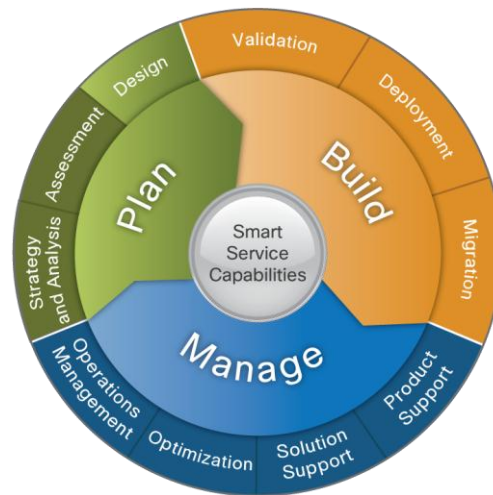 Validation
Design
Deployment
Assessment
Plan
Build
Strategy
and Analysis
Smart
Service
Capabilities
Migration
Manage
Operations
Management
Product
Support
Optimization
Solution
Support